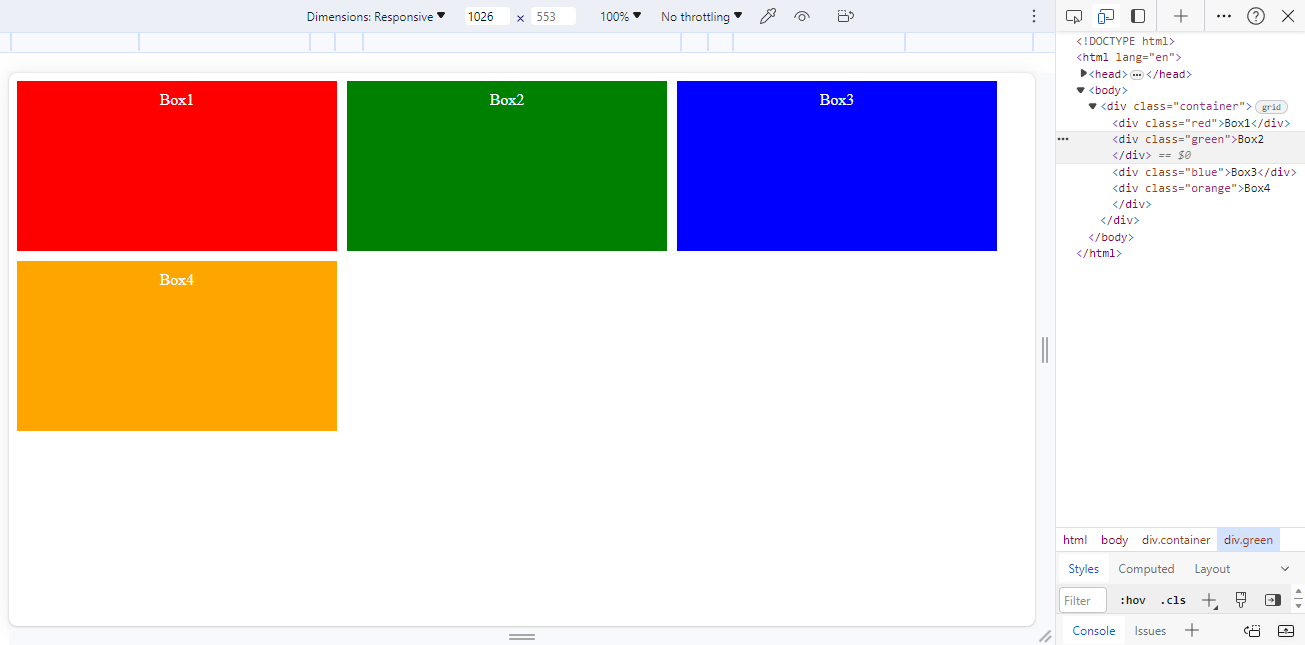 Dimensions: Responsive 1026 × 553 100% No throttling
Box1 Box2 Box3
Box4
<!DOCTYPE html>
<html lang="en">
<head> ••• </head>
<body>
<div class="container"> grid
<div class="red">Box1</div>
••• <div class="green">Box2
</div> == $0
<div class="blue">Box3</div>
<div class="orange">Box4
</div>
</div>
</body>
</html>
html body div.container div.green
Styles Computed Layout
Filter :hov .cls
Console Issues